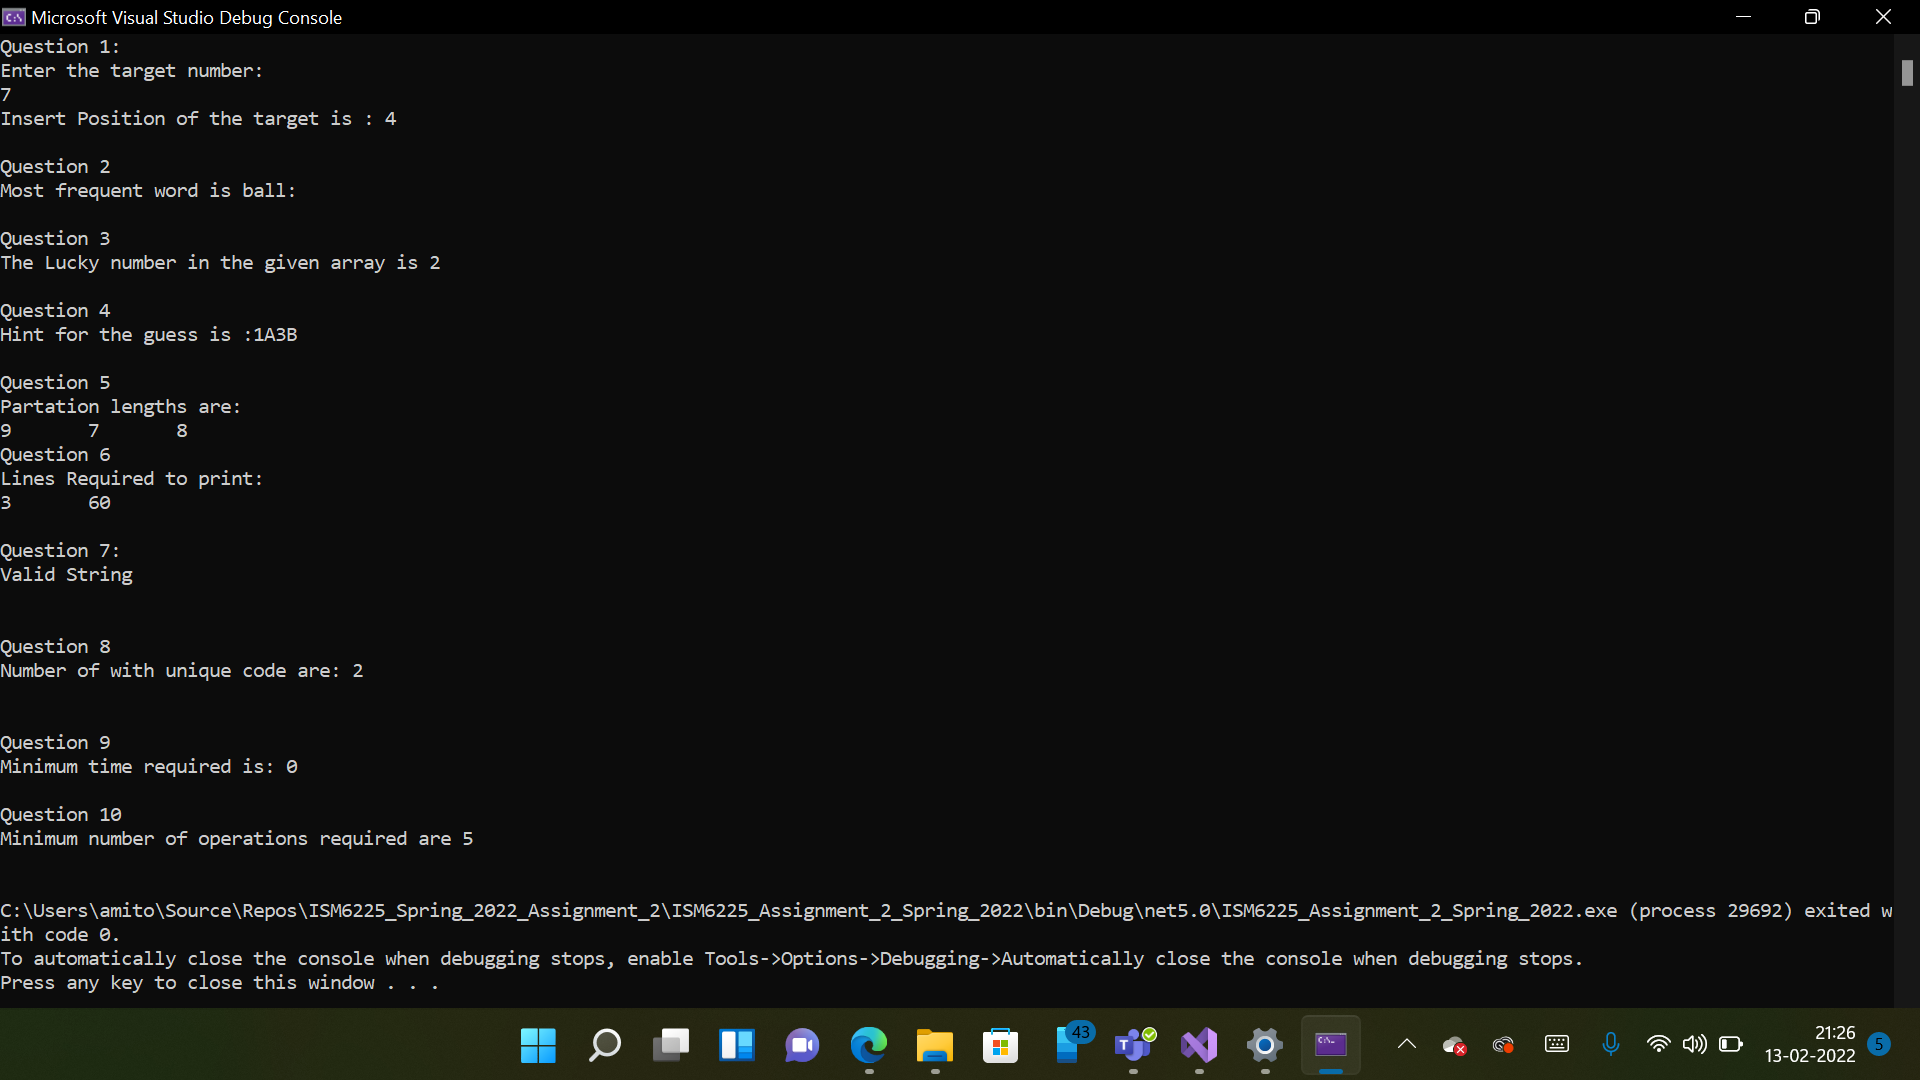 Microsoft Visual Studio Debug Console
Question 1:
Enter the target number:
7
Insert Position of the target is : 4
Question 2
Most frequent word is ball:
Question 3
The Lucky number in the given array is 2
Question 4
Hint for the guess is :1A3B
Question 5
Partation lengths are:
9 7 8
Question 6
Lines Required to print:
3 60
Question 7:
Valid String
Question 8
Number of with unique code are: 2
Question 9
Minimum time required is: 0
Question 10
Minimum number of operations required are 5
C:\Users\amito\Source\Repos\ISM6225_Spring_2022_Assignment_2\ISM6225_Assignment_2_Spring_2022\bin\Debug\net5.0\ISM6225_Assignment_2_Spring_2022.exe (process 29692) exited w
ith code 0.
To automatically close the console when debugging stops, enable Tools->Options->Debugging->Automatically close the console when debugging stops.
Press any key to close this window . . .
43
21:26
13-02-2022
5